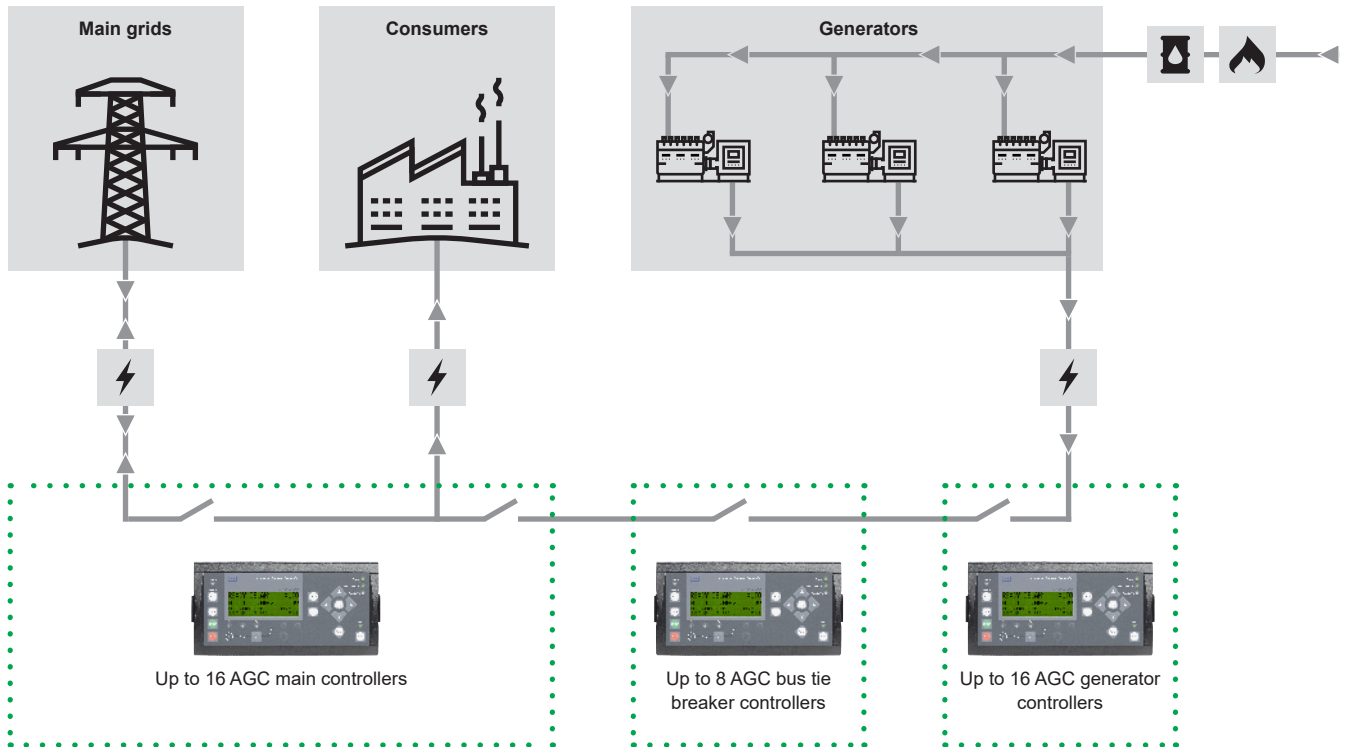 Main grids
Consumers
Generators
Up to 16 AGC main controllers
Up to 8 AGC bus tie
breaker controllers
Up to 16 AGC generator
controllers